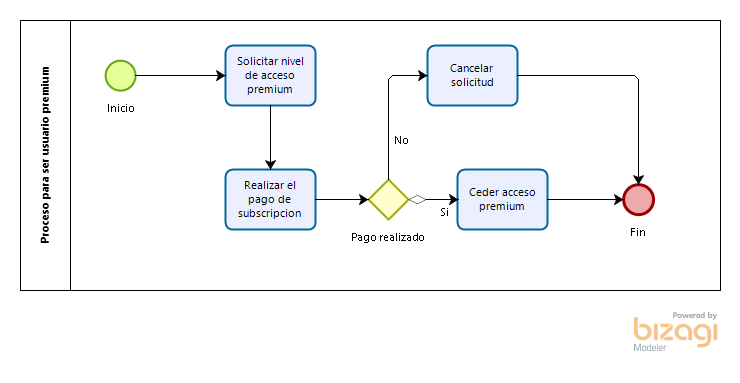 Proceso para ser usuario premium
Inicio
Solicitar nivel
de acceso
premium
Cancelar
solicitud
No
Realizar el
pago de
subscripcion
Pago realizado
Si
Ceder acceso
premium
Fin
Powered by
bizagi
Modeler